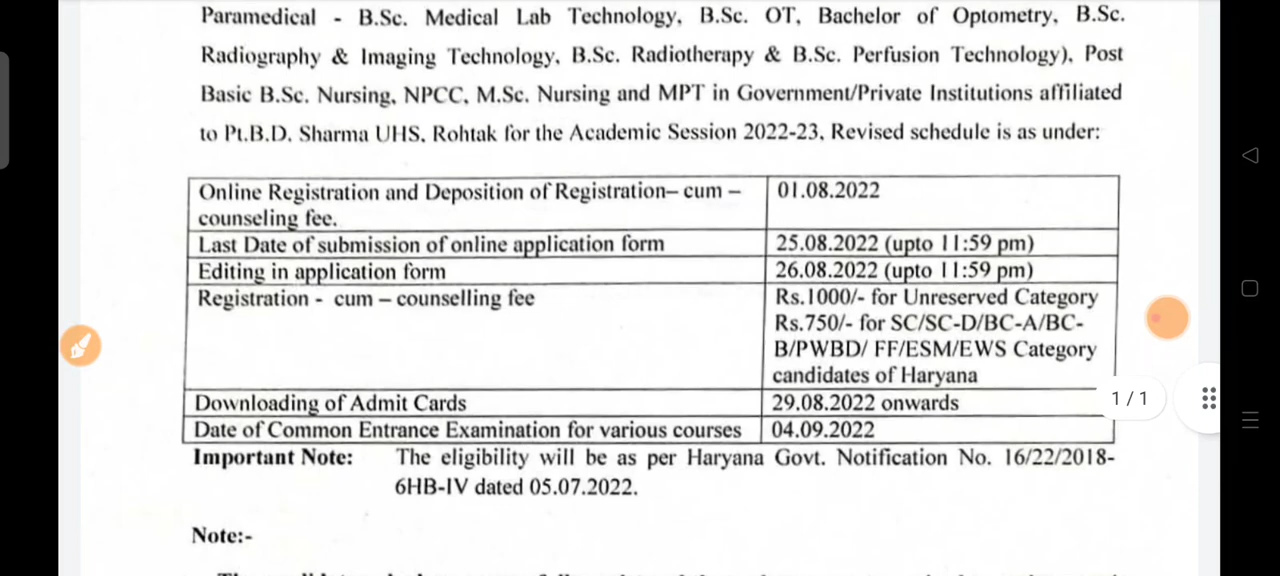 Paramedical - B.Sc. Medical Lab Technology, B.Sc. OT, Bachelor of Optometry, B.Sc.
Radiography & Imaging Technology, B.Sc. Radiotherapy & B.Sc. Perfusion Technology), Post
Basic B.Sc. Nursing, NPCC, M.Sc. Nursing and MPT in Government/Private Institutions affiliated
to Pt.B.D. Sharma UHS, Rohtak for the Academic Session 2022-23, Revised schedule is as under:
Online Registration and Deposition of Registration– cum –
counseling fee.
01.08.2022
Last Date of submission of online application form
25.08.2022 (upto 11:59 pm)
Editing in application form
26.08.2022 (upto 11:59 pm)
Registration - cum – counselling fee
Rs.1000/- for Unreserved Category
Rs.750/- for SC/SC-D/BC-A/BC-
B/PWBD/ FF/ESM/EWS Category
candidates of Haryana
Downloading of Admit Cards
29.08.2022 onwards
Date of Common Entrance Examination for various courses
04.09.2022
1 / 1
Important Note: The eligibility will be as per Haryana Govt. Notification No. 16/22/2018-
6HB-IV dated 05.07.2022.
Note:-